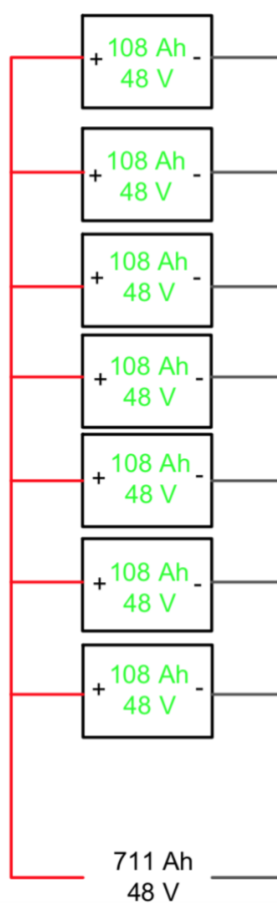 + 108 Ah -
48 V
+ 108 Ah -
48 V
+ 108 Ah -
48 V
+ 108 Ah -
48 V
+ 108 Ah -
48 V
+ 108 Ah -
48 V
+ 108 Ah -
48 V
711 Ah
48 V